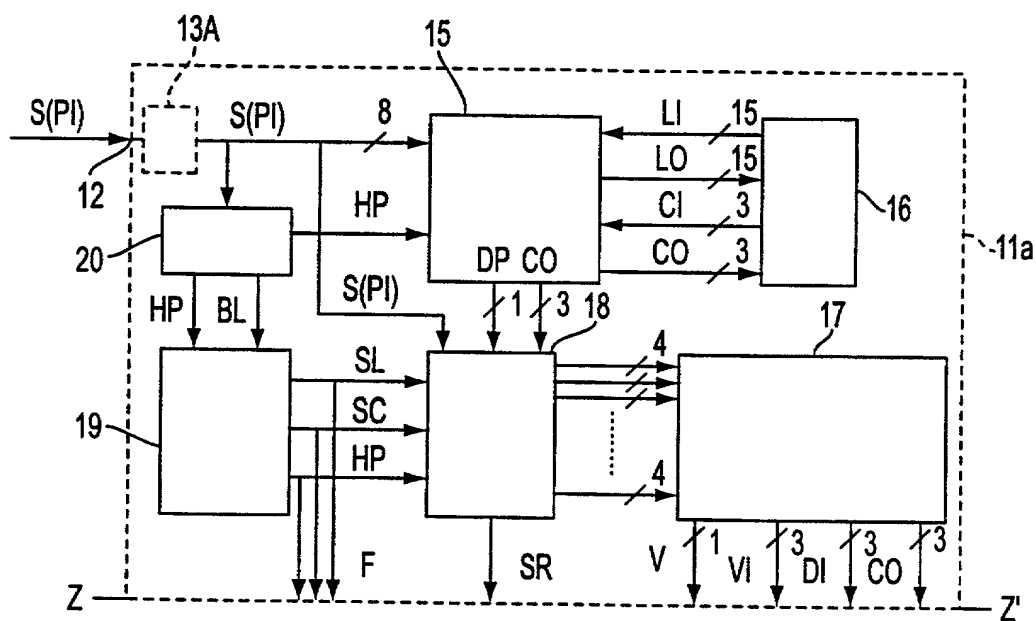 13A
15
S(PI)
S(PI)
8
LI
15
12
LO
15
HP
CI
3
16
20
CO
3
11a
DP
CO
HP
BL
S(PI)
1
3
18
17
SL
4
19
SC
HP
4
F
SR
V
1
Vi
3
DI
3
CO
3
Z
Z'